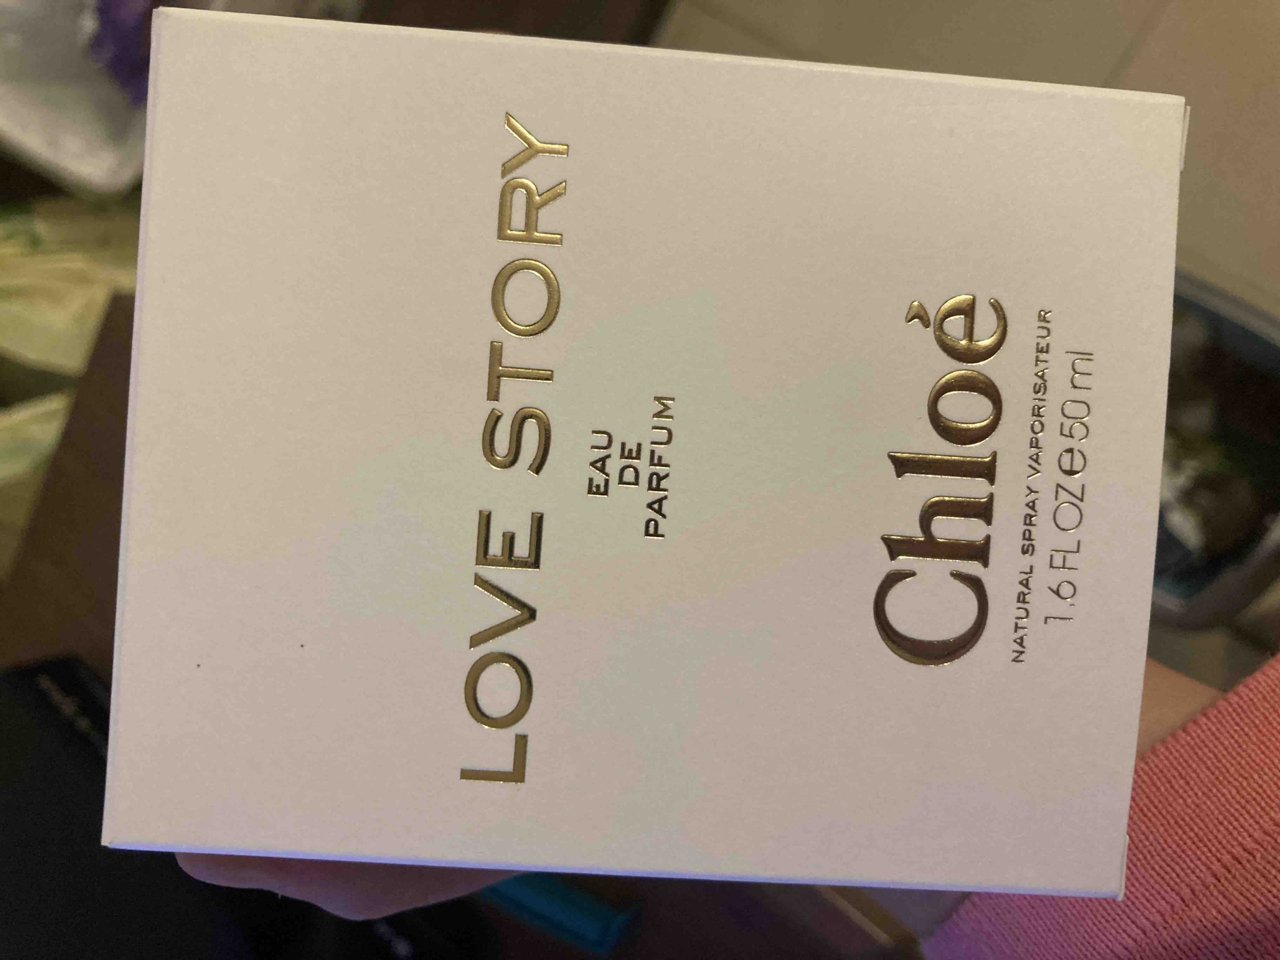 LOVE STORY
EAU
DE
PARFUM
Chloé
NATURAL SPRAY VAPORISATEUR
1.6 FL OZ e 50 ml